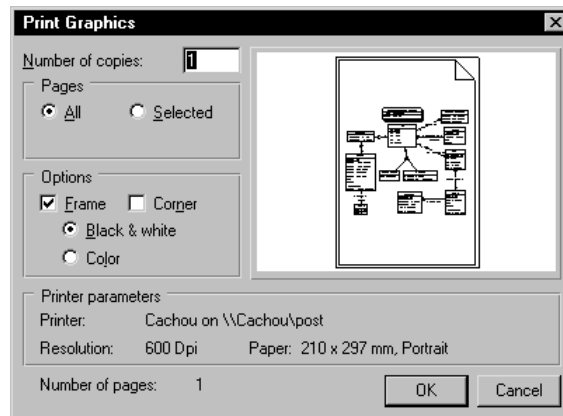 Print Graphics
Number of copies: 1
Pages
All Selected
Options
Frame Corner
Black & white
Color
Printer parameters
Printer: Cachou on \\Cachou\post
Resolution: 600 Dpi Paper: 210 x 297 mm, Portrait
Number of pages: 1
OK Cancel